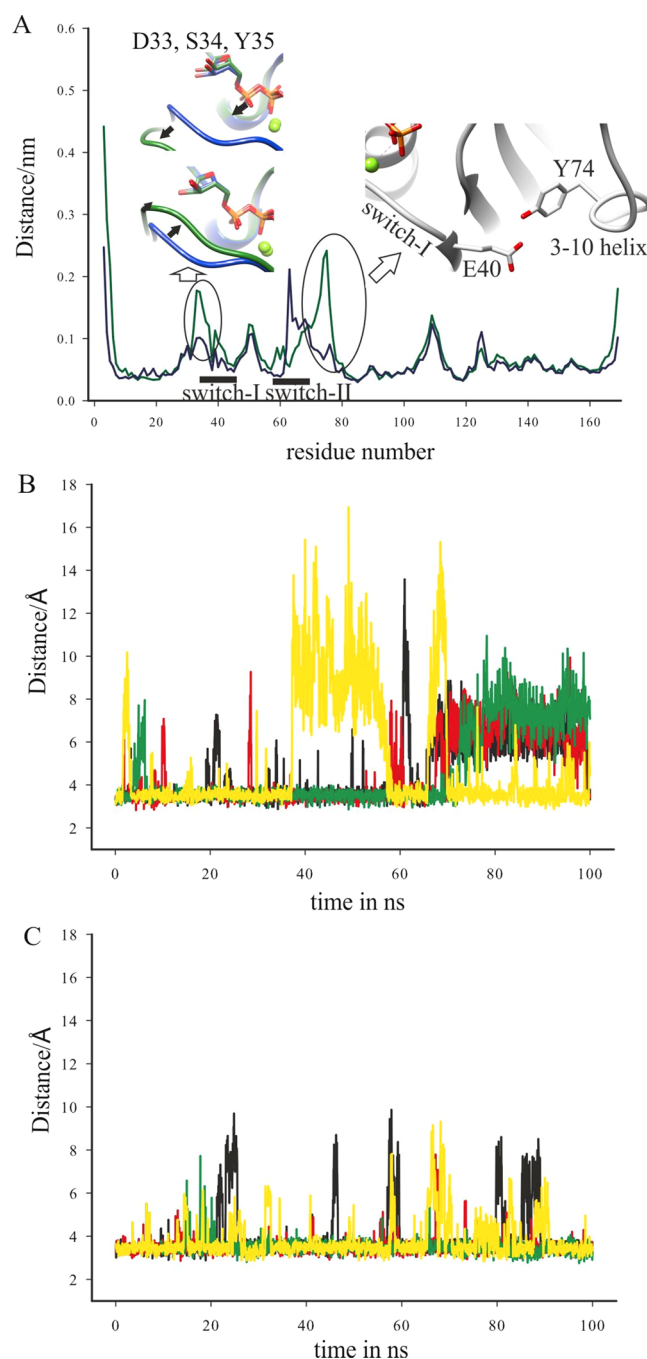 A
D33, S34, Y35
0.6
0.5
0.4
0.3
0.2
0.1
0.0
Distance/nm
switch-I
Y74
E40
3-10 helix
switch-I
switch-II
0
20
40
60
80
100
120
140
160
residue number
B
18
16
14
12
10
8
6
4
2
Distance/Å
0
20
40
60
80
100
time in ns
C
18
16
14
12
10
8
6
4
2
Distance/Å
0
20
40
60
80
100
time in ns